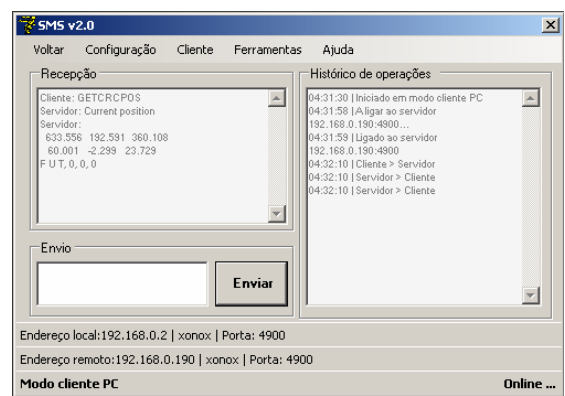 SMS v2.0
Voltar Configuração Cliente Ferramentas Ajuda
Recepção
Cliente: GETCRCPOS
Servidor: Current position
Servidor:
633.556 192.591 360.108
60.001 -2.299 23.729
F U T, 0, 0, 0
Envio
Enviar
Histórico de operações
04:31:30 | Iniciado em modo cliente PC
04:31:58 | A ligar ao servidor
192.168.0.190:4900...
04:31:59 | Ligado ao servidor
192.168.0.190:4900
04:32:10 | Cliente > Servidor
04:32:10 | Servidor > Cliente
04:32:10 | Servidor > Cliente
Endereço local:192.168.0.2 | xonox | Porta: 4900
Endereço remoto:192.168.0.190 | xonox | Porta: 4900
Modo cliente PC Online ...